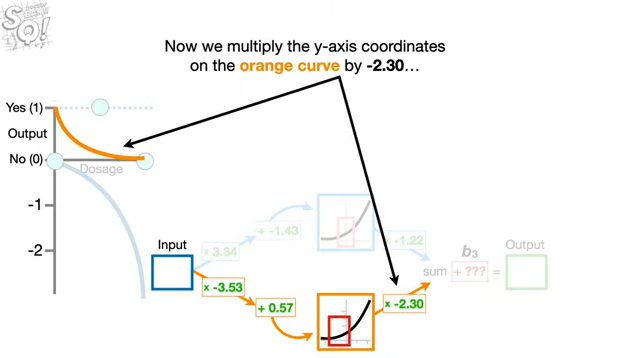 SQ!
Now we multiply the y-axis coordinates
on the orange curve by -2.30…
Yes (1)
Output
No (0)
Dosage
-1
-2
Input
x 3.34
+ -1.43
-1.22
x -3.53
+ 0.57
x -2.30
sum
b₃
+ ???
=
Output